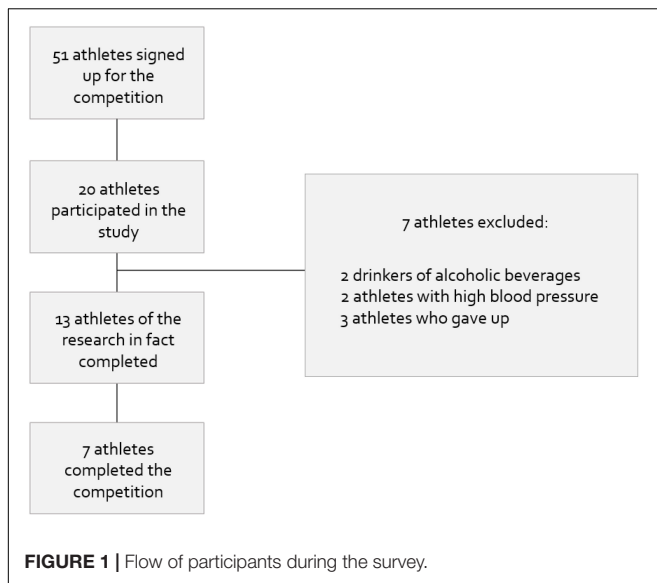 51 athletes signed
up for the
competition
20 athletes
participated in the
study
7 athletes excluded:
2 drinkers of alcoholic beverages
2 athletes with high blood pressure
3 athletes who gave up
13 athletes of the
research in fact
completed
7 athletes
completed the
competition
FIGURE 1 | Flow of participants during the survey.